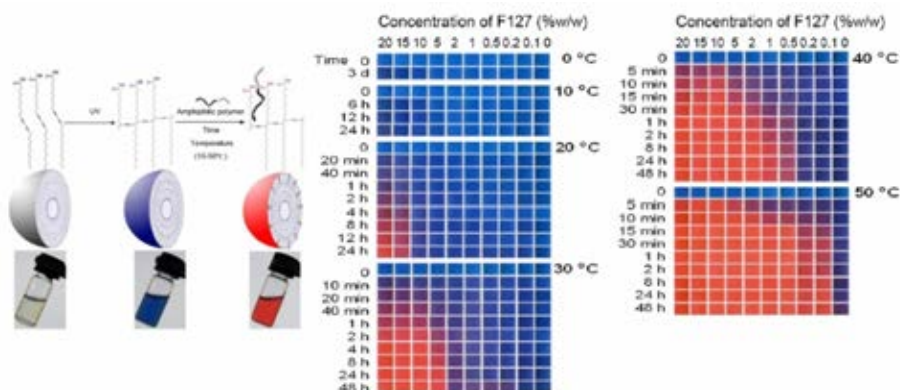 UV
Amphiphilic polymer
Time
Temperature
Concentration of F127 (%w/w)
20 15 10 5 2 1 0.5 0.2 0.1 0
Time 0
3 d
0 °C
0
6 h
12 h
24 h
10 °C
0
20 min
40 min
1 h
2 h
4 h
8 h
12 h
24 h
20 °C
0
10 min
20 min
40 min
1 h
2 h
4 h
8 h
24 h
48 h
30 °C
Concentration of F127 (%w/w)
20 15 10 5 2 1 0.5 0.2 0.1 0
0
5 min
10 min
15 min
30 min
1 h
2 h
8 h
24 h
48 h
40 °C
0
5 min
10 min
15 min
30 min
1 h
2 h
8 h
24 h
48 h
50 °C